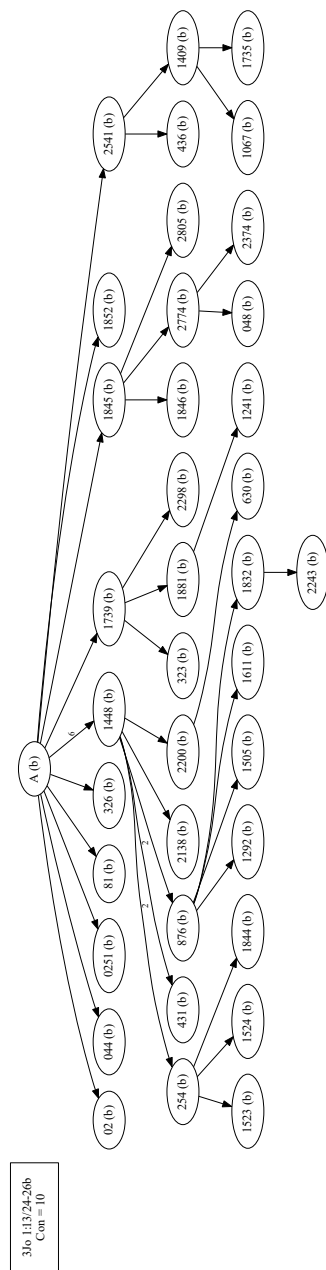 3Jo 1:13/24-26b
Con = 10
A (b)
6
02 (b)
044 (b)
0251 (b)
81 (b)
326 (b)
1448 (b)
1739 (b)
1845 (b)
1852 (b)
2541 (b)
2
2
254 (b)
431 (b)
876 (b)
2138 (b)
2200 (b)
323 (b)
1881 (b)
2298 (b)
1846 (b)
2774 (b)
2805 (b)
436 (b)
1409 (b)
1523 (b)
1524 (b)
1844 (b)
1292 (b)
1505 (b)
1611 (b)
1832 (b)
630 (b)
1241 (b)
048 (b)
2374 (b)
1067 (b)
1735 (b)
2243 (b)